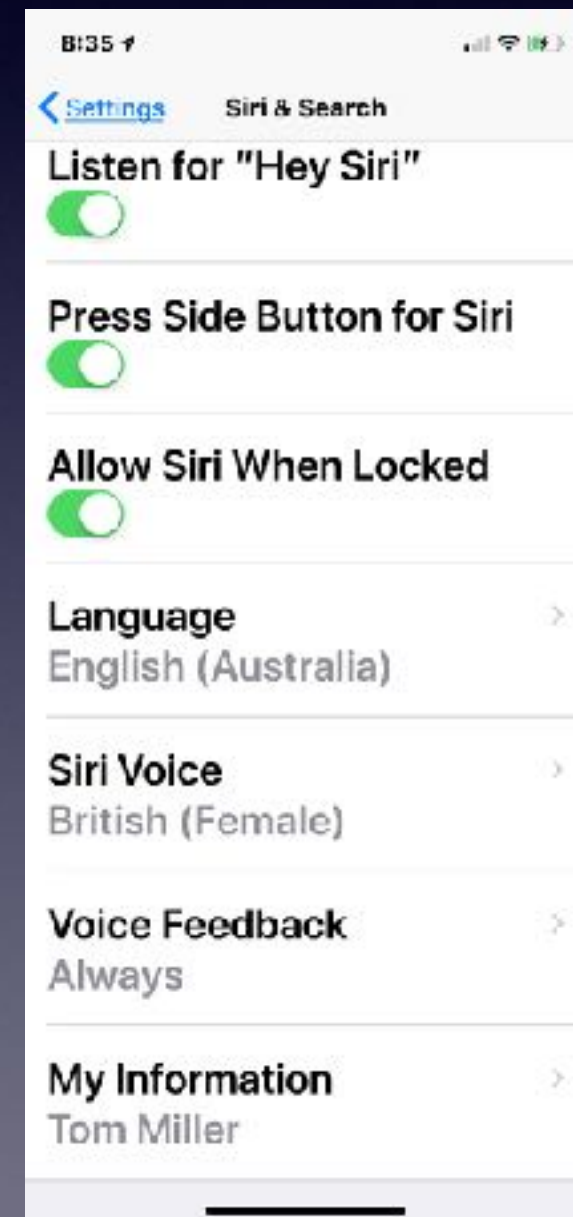 8:35
Settings Siri & Search
Listen for "Hey Siri"
Press Side Button for Siri
Allow Siri When Locked
Language
English (Australia)
Siri Voice
British (Female)
Voice Feedback
Always
My Information
Tom Miller